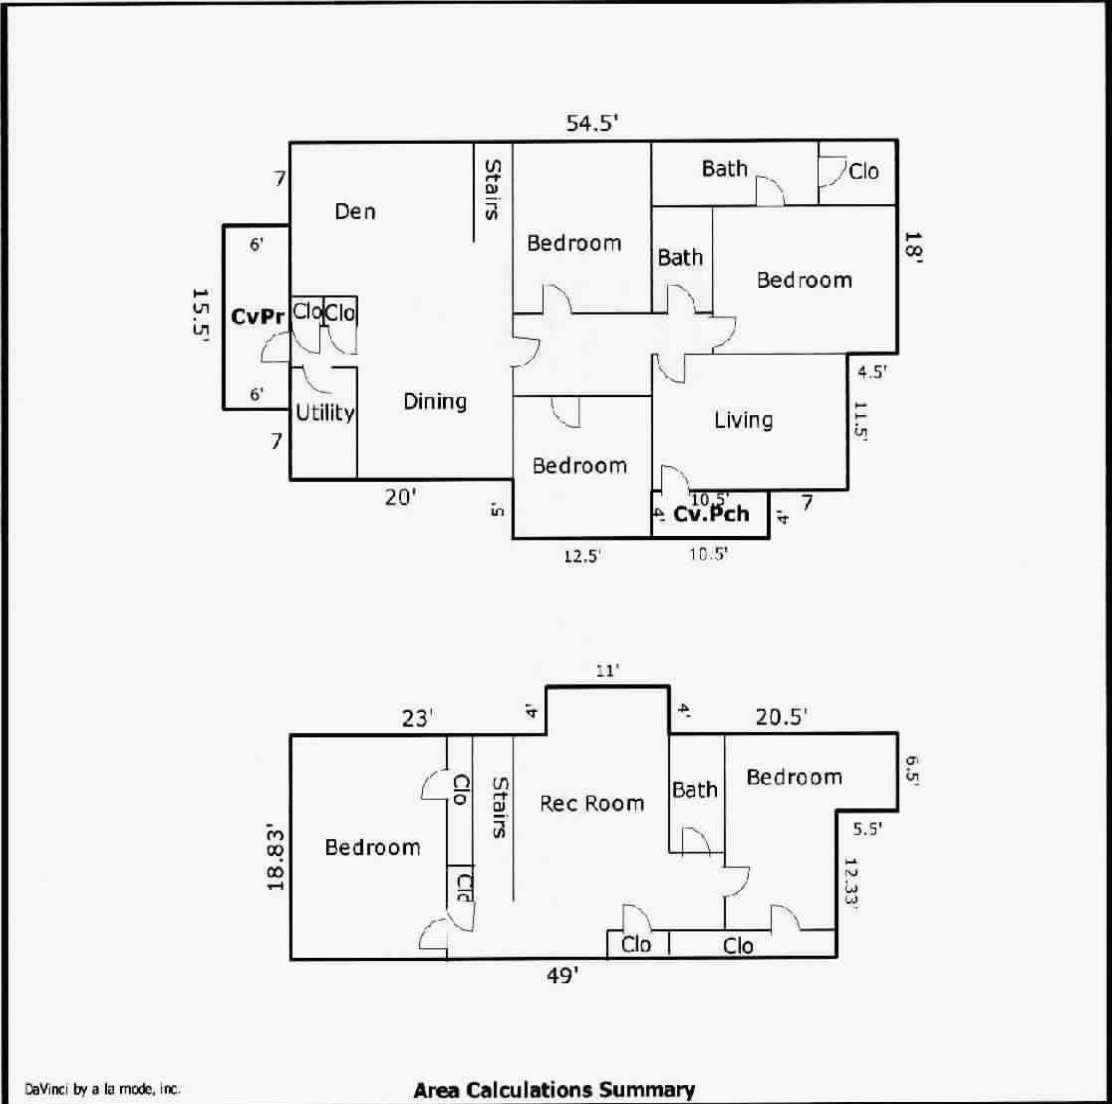 54.5'
7
Den
Stairs
Bath
Clo
6'
Bedroom
Bath
Bedroom
18'
15.5'
CvPr
Clo
Clo
4.5'
6'
Utility
Dining
Living
11.5'
7
Bedroom
20'
5'
10.5'
7
4'
Cv.Pch
4'
12.5'
10.5'
11'
23'
4'
4'
20.5'
6.5'
Clo
Stairs
Rec Room
Bath
Bedroom
5.5'
18.83'
Bedroom
Clo
12.33'
Clo
Clo
49'
DaVinci by a la mode, inc.
Area Calculations Summary